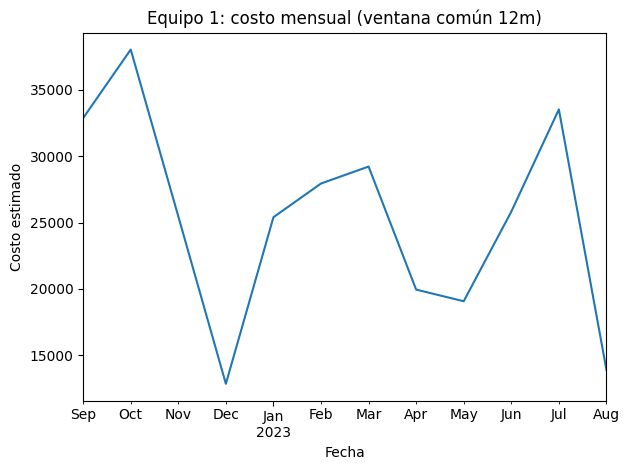 Equipo 1: costo mensual (ventana común 12m)
Costo estimado
35000
30000
25000
20000
15000
Sep Oct Nov Dec Jan Feb Mar Apr May Jun Jul Aug
2023
Fecha